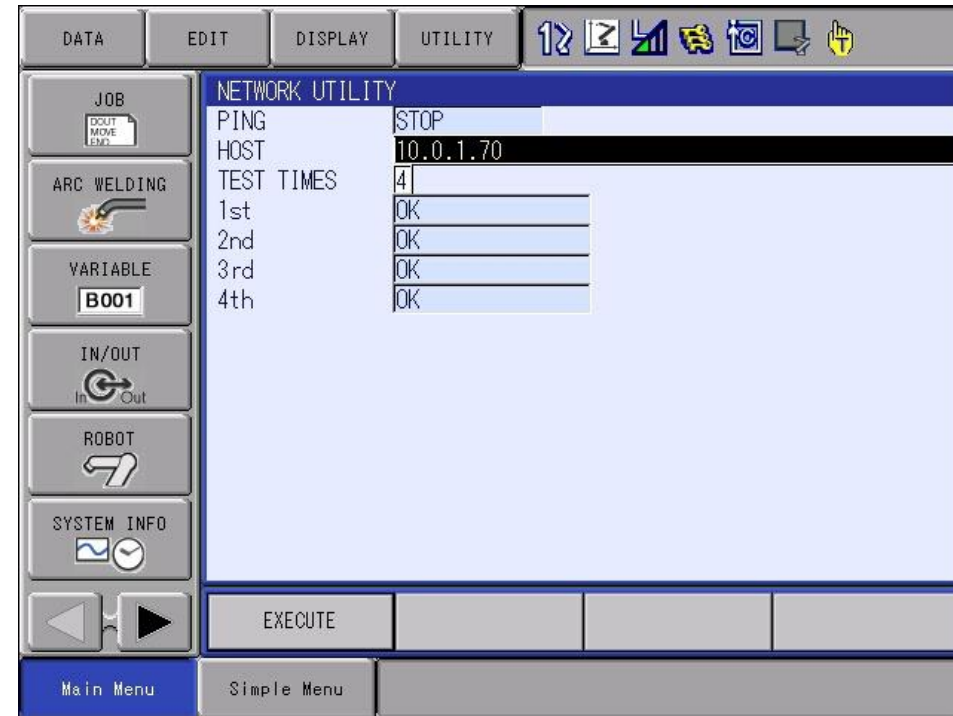 DATA EDIT DISPLAY UTILITY
JOB
DOUT
MOVE
END
ARC WELDING
VARIABLE
B001
IN/OUT
In Out
ROBOT
SYSTEM INFO
NETWORK UTILITY
PING STOP
HOST 10.0.1.70
TEST TIMES 4
1st OK
2nd OK
3rd OK
4th OK
EXECUTE
Main Menu Simple Menu